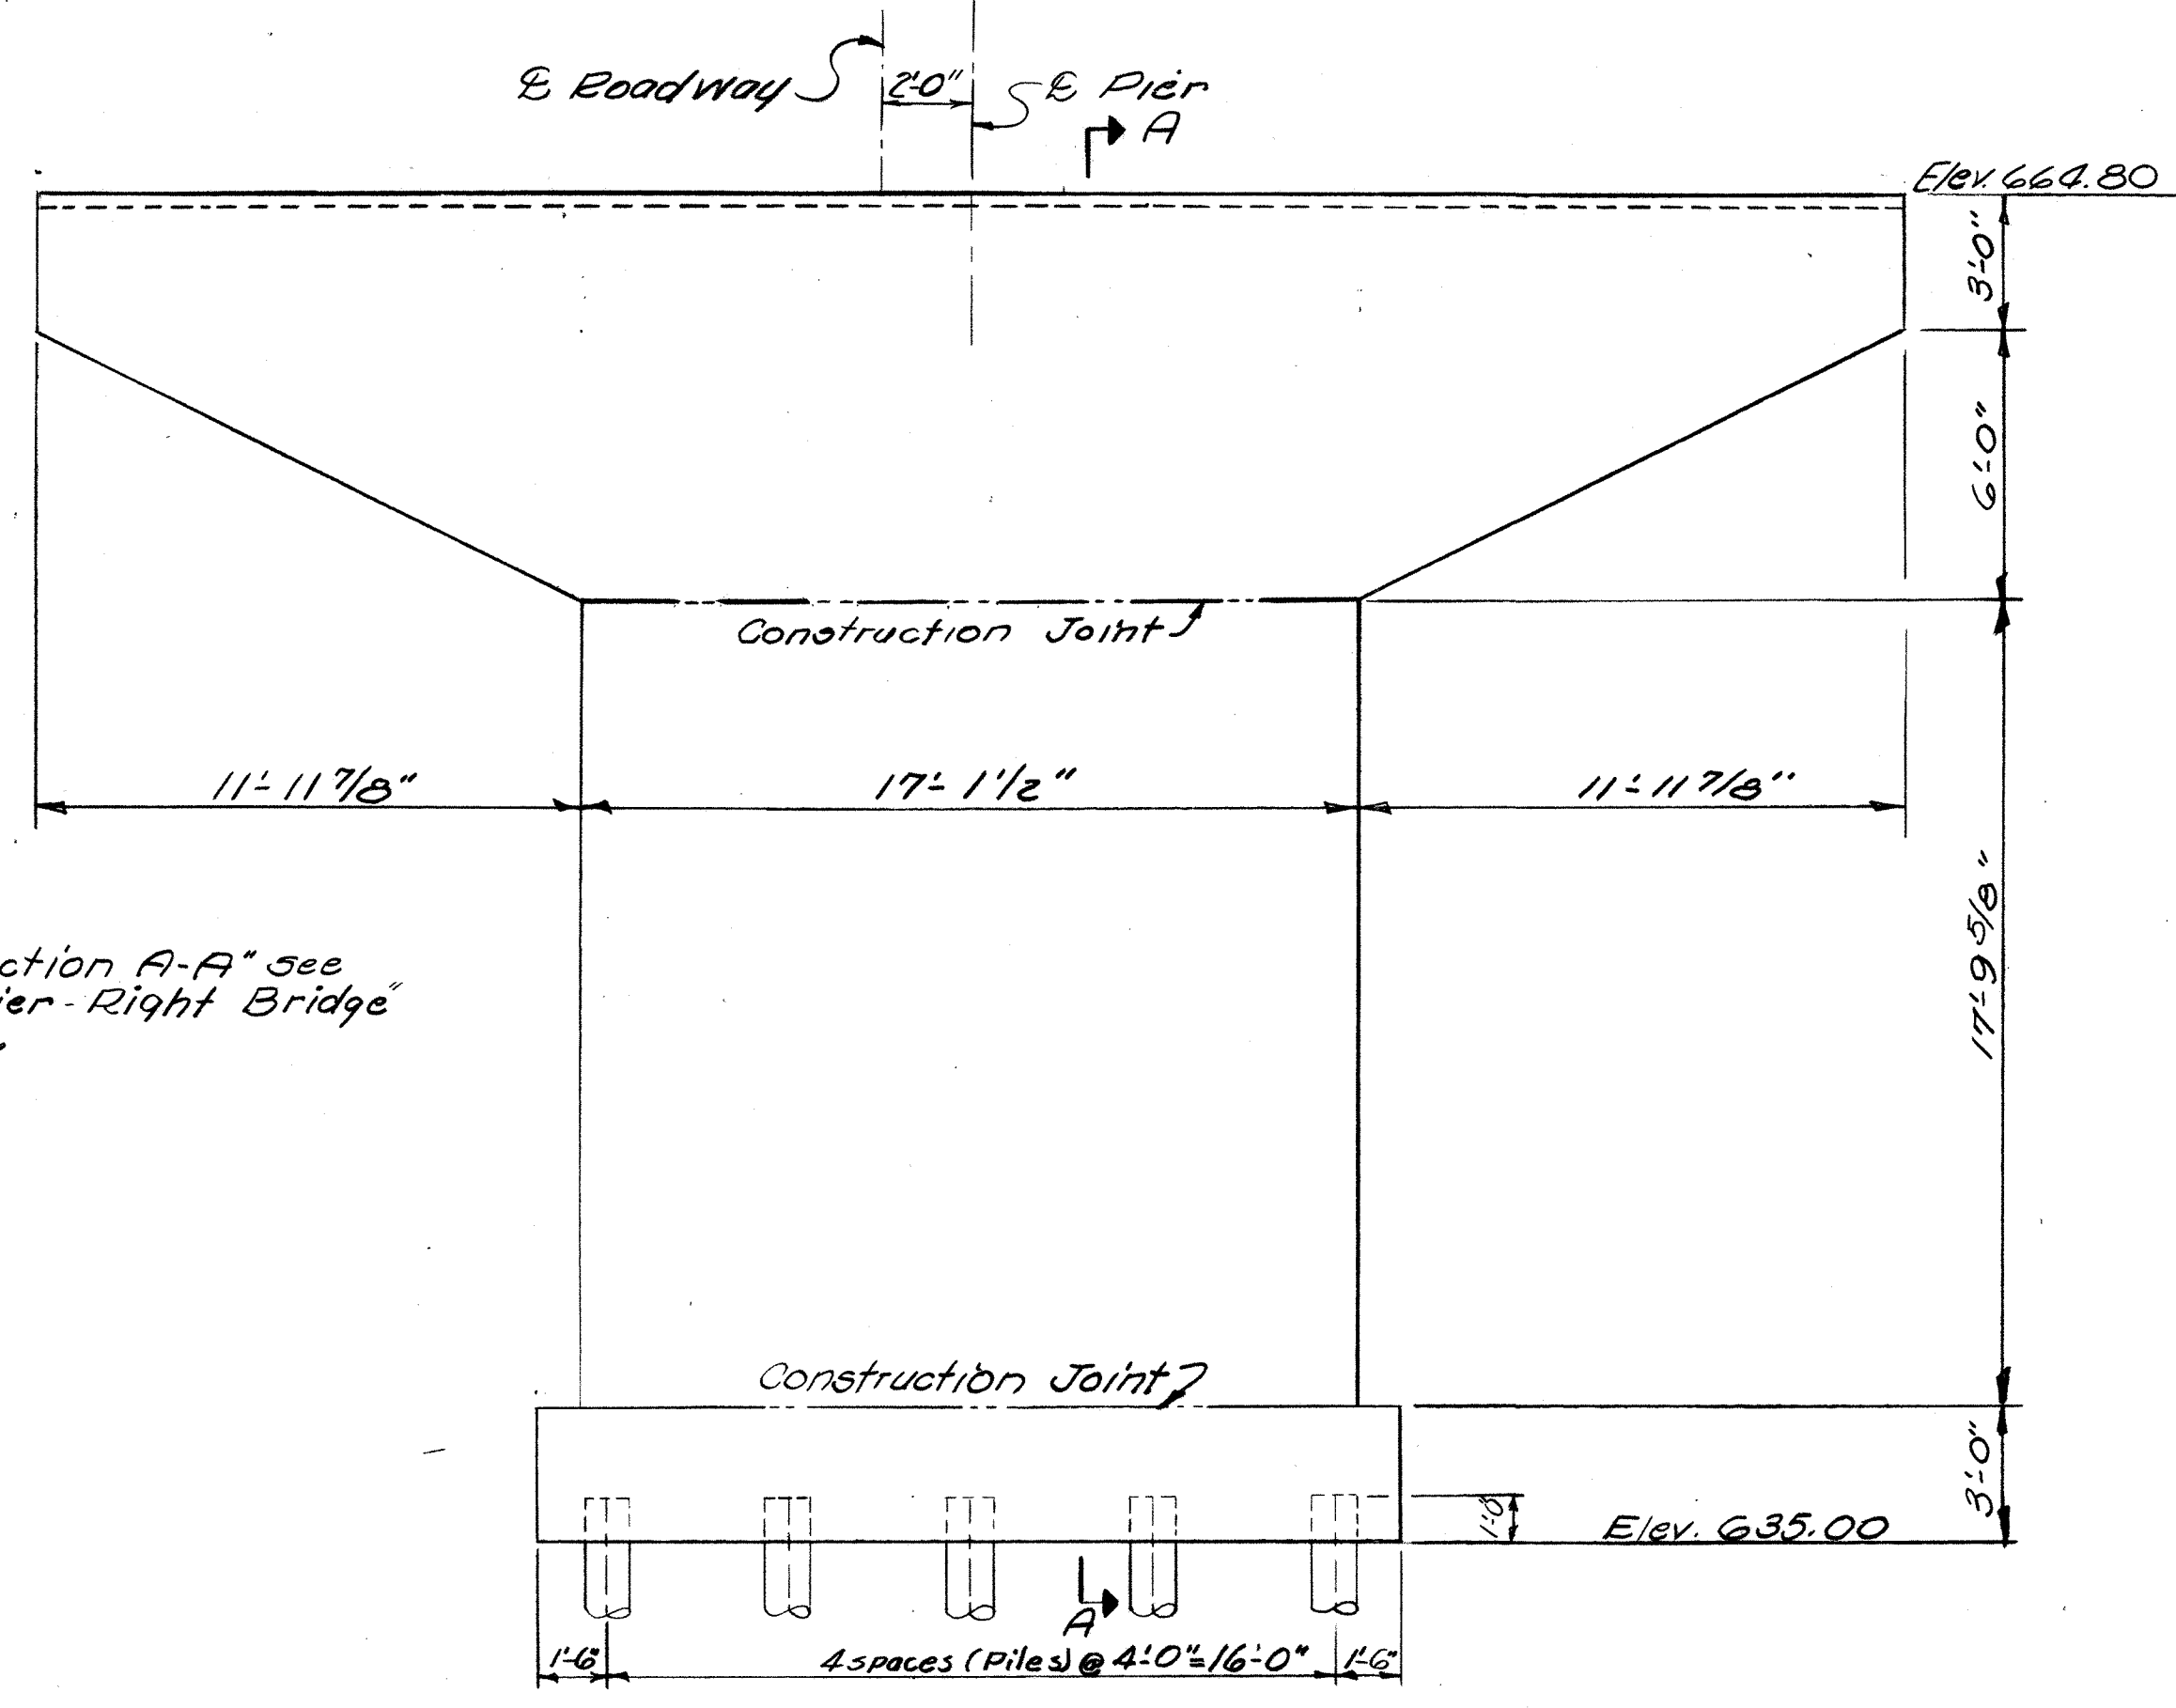 ℄ Roadway
2'-0"
℄ Pier
A
Elev. 664.80
3'-0"
6'-0"
Construction Joint
11'-11 7/8"
17'-1 1/2"
11'-11 7/8"
17'-9 5/8"
ction A-A" see
ier-Right Bridge"
Construction Joint
3'-0"
1'-0"
Elev. 635.00
A
1'-6"
4 spaces (Piles) @ 4'-0"=16'-0"
1'-6"